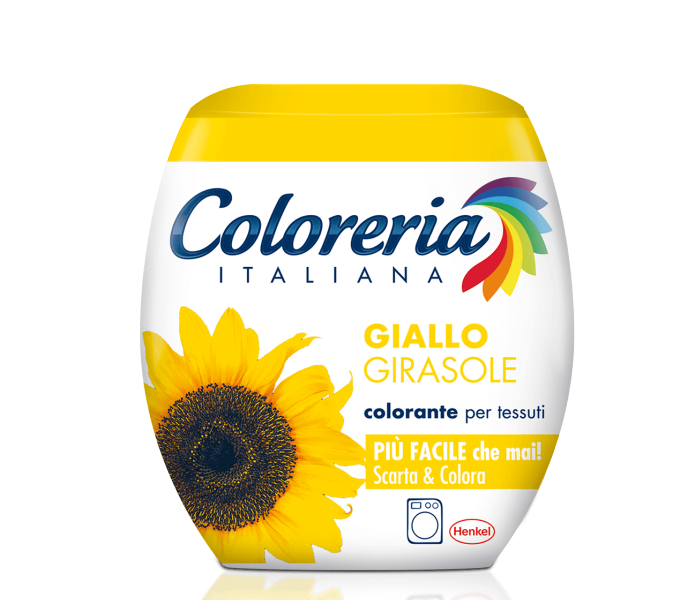 Coloreria
ITALIANA
GIALLO
GIRASOLE
colorante per tessuti
PIÙ FACILE che mai!
Scarta & Colora
Henkel